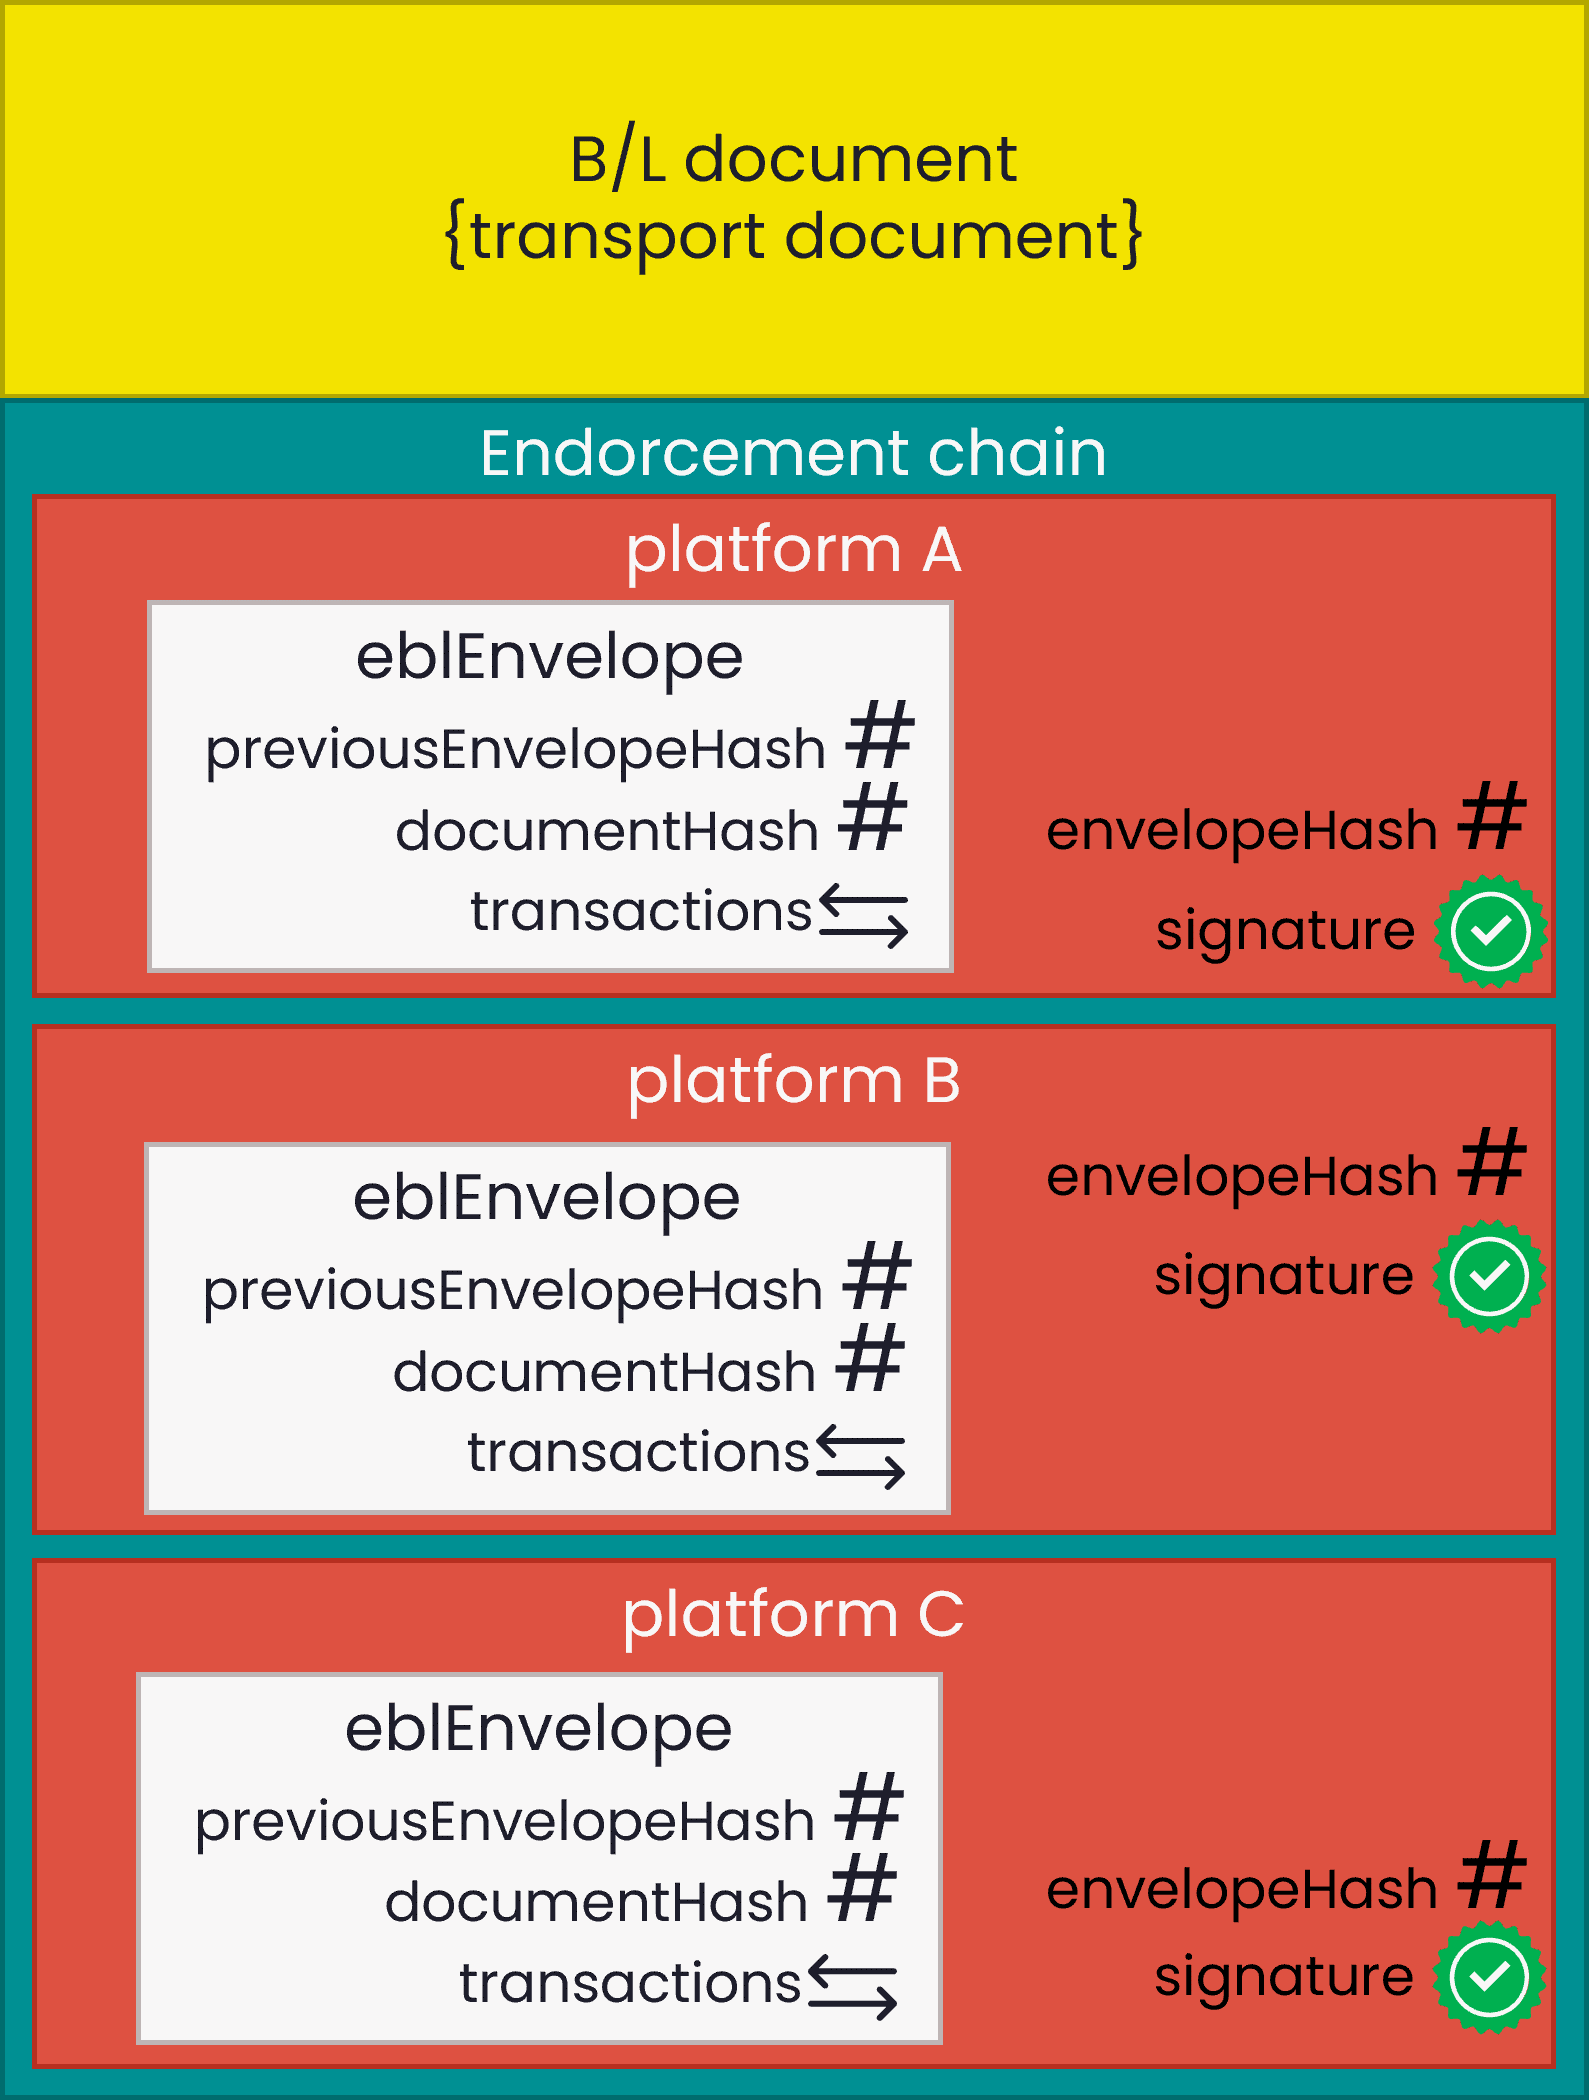 B/L document
{transport document}
Endorcement chain
platform A
eblEnvelope
previousEnvelopeHash #
documentHash #
transactions
envelopeHash #
signature
platform B
eblEnvelope
previousEnvelopeHash #
documentHash #
transactions
envelopeHash #
signature
platform C
eblEnvelope
previousEnvelopeHash #
documentHash #
transactions
envelopeHash #
signature